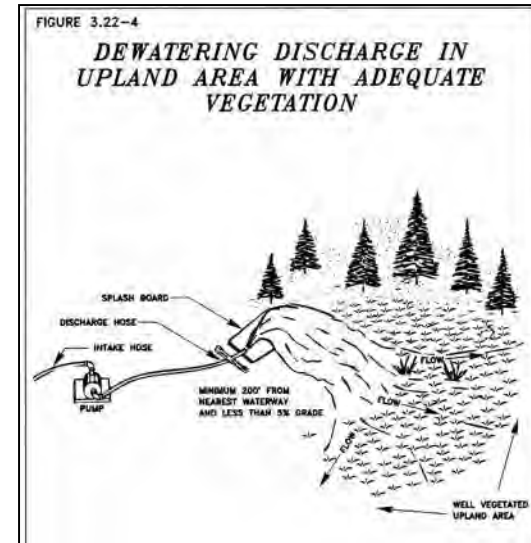 FIGURE 3.22-4
DEWATERING DISCHARGE IN
UPLAND AREA WITH ADEQUATE
VEGETATION
SPLASH BOARD
DISCHARGE HOSE
INTAKE HOSE
PUMP
MINIMUM 200' FROM
NEAREST WATERWAY
AND LESS THAN 5% GRADE
FLOW
FLOW
FLOW
WELL VEGETATED
UPLAND AREA